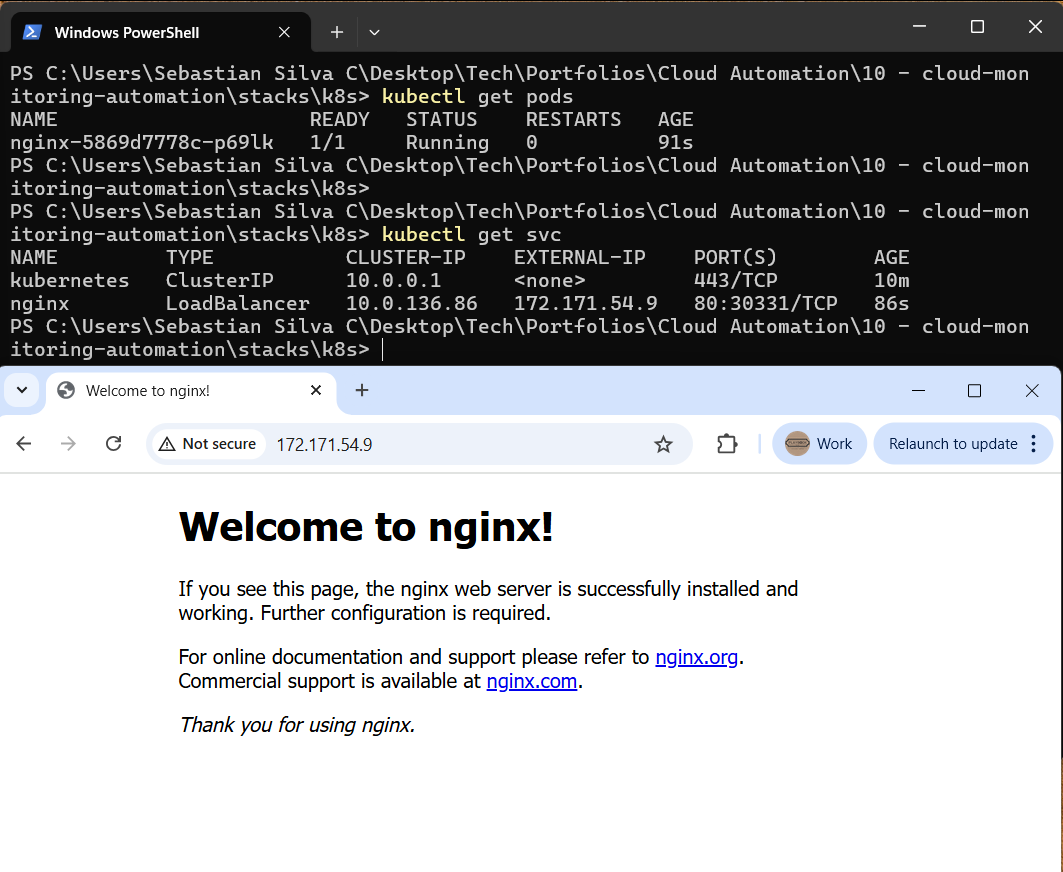 Windows PowerShell
PS C:\Users\Sebastian Silva C\Desktop\Tech\Portfolios\Cloud Automation\10 - cloud-mon
itoring-automation\stacks\k8s> kubectl get pods
NAME                     READY   STATUS    RESTARTS   AGE
nginx-5869d7778c-p69lk   1/1     Running   0          91s
PS C:\Users\Sebastian Silva C\Desktop\Tech\Portfolios\Cloud Automation\10 - cloud-mon
itoring-automation\stacks\k8s>
PS C:\Users\Sebastian Silva C\Desktop\Tech\Portfolios\Cloud Automation\10 - cloud-mon
itoring-automation\stacks\k8s> kubectl get svc
NAME         TYPE           CLUSTER-IP    EXTERNAL-IP    PORT(S)        AGE
kubernetes   ClusterIP      10.0.0.1      <none>         443/TCP        10m
nginx        LoadBalancer   10.0.136.86   172.171.54.9   80:30331/TCP   86s
PS C:\Users\Sebastian Silva C\Desktop\Tech\Portfolios\Cloud Automation\10 - cloud-mon
itoring-automation\stacks\k8s>
Welcome to nginx!
Not secure 172.171.54.9 Work Relaunch to update
Welcome to nginx!
If you see this page, the nginx web server is successfully installed and
working. Further configuration is required.
For online documentation and support please refer to nginx.org.
Commercial support is available at nginx.com.
Thank you for using nginx.